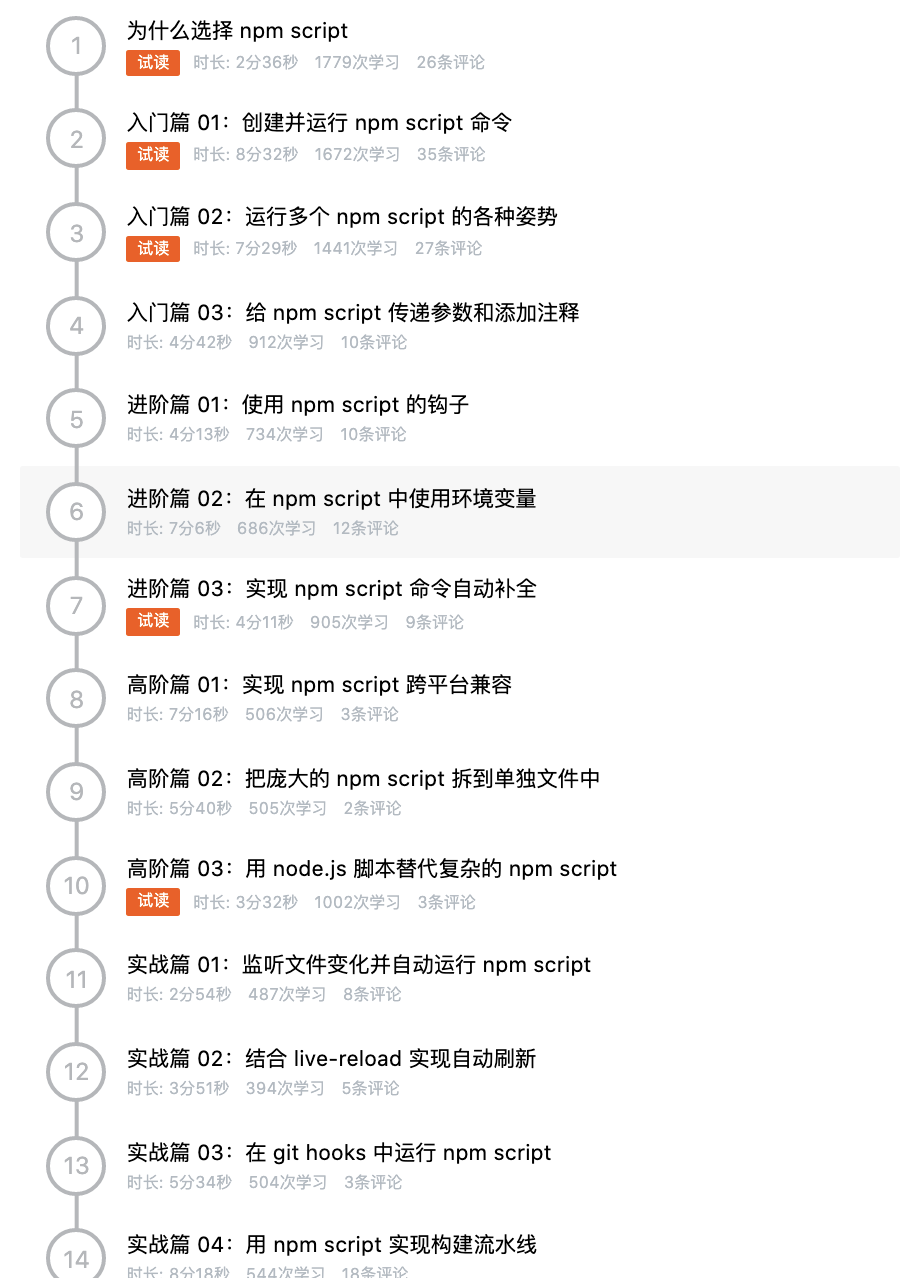 1
为什么选择 npm script
试读 时长: 2分36秒 1779次学习 26条评论
2
入门篇 01：创建并运行 npm script 命令
试读 时长: 8分32秒 1672次学习 35条评论
3
入门篇 02：运行多个 npm script 的各种姿势
试读 时长: 7分29秒 1441次学习 27条评论
4
入门篇 03：给 npm script 传递参数和添加注释
时长: 4分42秒 912次学习 10条评论
5
进阶篇 01：使用 npm script 的钩子
时长: 4分13秒 734次学习 10条评论
6
进阶篇 02：在 npm script 中使用环境变量
时长: 7分6秒 686次学习 12条评论
7
进阶篇 03：实现 npm script 命令自动补全
试读 时长: 4分11秒 905次学习 9条评论
8
高阶篇 01：实现 npm script 跨平台兼容
时长: 7分16秒 506次学习 3条评论
9
高阶篇 02：把庞大的 npm script 拆到单独文件中
时长: 5分40秒 505次学习 2条评论
10
高阶篇 03：用 node.js 脚本替代复杂的 npm script
试读 时长: 3分32秒 1002次学习 3条评论
11
实战篇 01：监听文件变化并自动运行 npm script
时长: 2分54秒 487次学习 8条评论
12
实战篇 02：结合 live-reload 实现自动刷新
时长: 3分51秒 394次学习 5条评论
13
实战篇 03：在 git hooks 中运行 npm script
时长: 5分34秒 504次学习 3条评论
14
实战篇 04：用 npm script 实现构建流水线
时长: 8分18秒 544次学习 18条评论